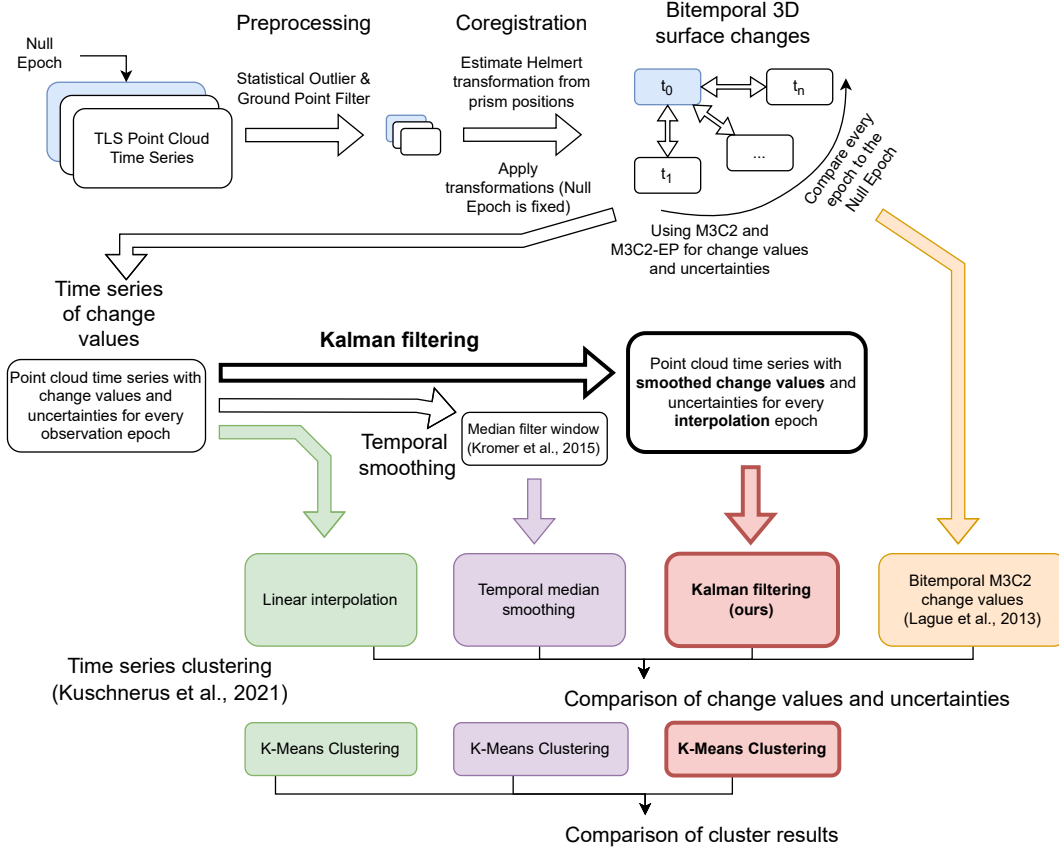 Preprocessing
Coregistration
Bitemporal 3D
surface changes
Null
Epoch
Statistical Outlier &
Ground Point Filter
Estimate Helmert
transformation from
prism positions
TLS Point Cloud
Time Series
Apply
transformations (Null
Epoch is fixed)
t0
tn
t1
...
Compare every
epoch to the
Null Epoch
Using M3C2 and
M3C2-EP for change values
and uncertainties
Time series
of change
values
Kalman filtering
Point cloud time series with
change values and
uncertainties for every
observation epoch
Temporal
smoothing
Median filter window
(Kromer et al., 2015)
Point cloud time series with
smoothed change values and
uncertainties for every
interpolation epoch
Linear interpolation
Temporal median
smoothing
Kalman filtering
(ours)
Bitemporal M3C2
change values
(Lague et al., 2013)
Time series clustering
(Kuschnerus et al., 2021)
Comparison of change values and uncertainties
K-Means Clustering
K-Means Clustering
K-Means Clustering
Comparison of cluster results